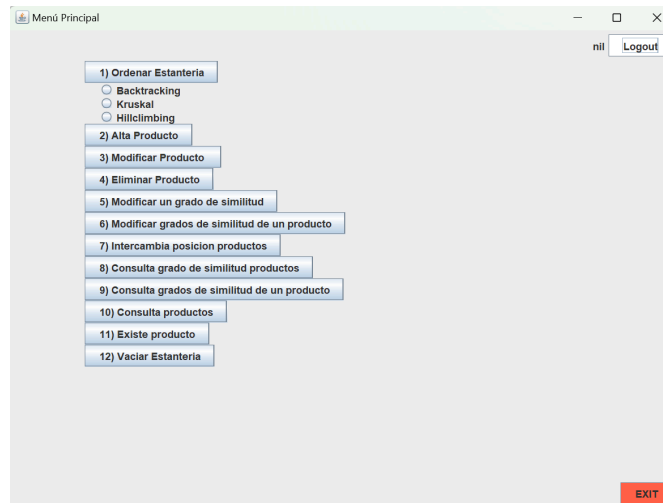 Menú Principal
nil Logout
1) Ordenar Estanteria
Backtracking
Kruskal
Hillclimbing
2) Alta Producto
3) Modificar Producto
4) Eliminar Producto
5) Modificar un grado de similitud
6) Modificar grados de similitud de un producto
7) Intercambia posicion productos
8) Consulta grado de similitud productos
9) Consulta grados de similitud de un producto
10) Consulta productos
11) Existe producto
12) Vaciar Estanteria
EXIT